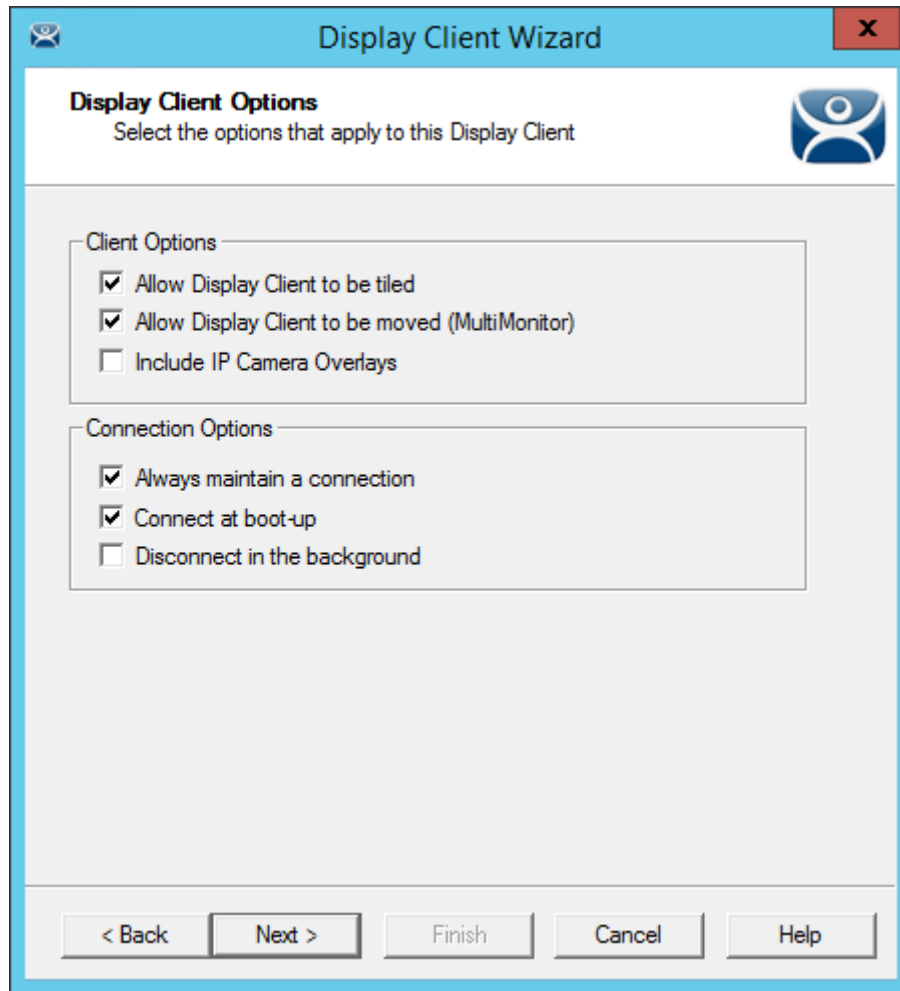 Display Client Wizard
x
Display Client Options
Select the options that apply to this Display Client
Client Options
Allow Display Client to be tiled
Allow Display Client to be moved (MultiMonitor)
Include IP Camera Overlays
Connection Options
Always maintain a connection
Connect at boot-up
Disconnect in the background
< Back Next > Finish Cancel Help